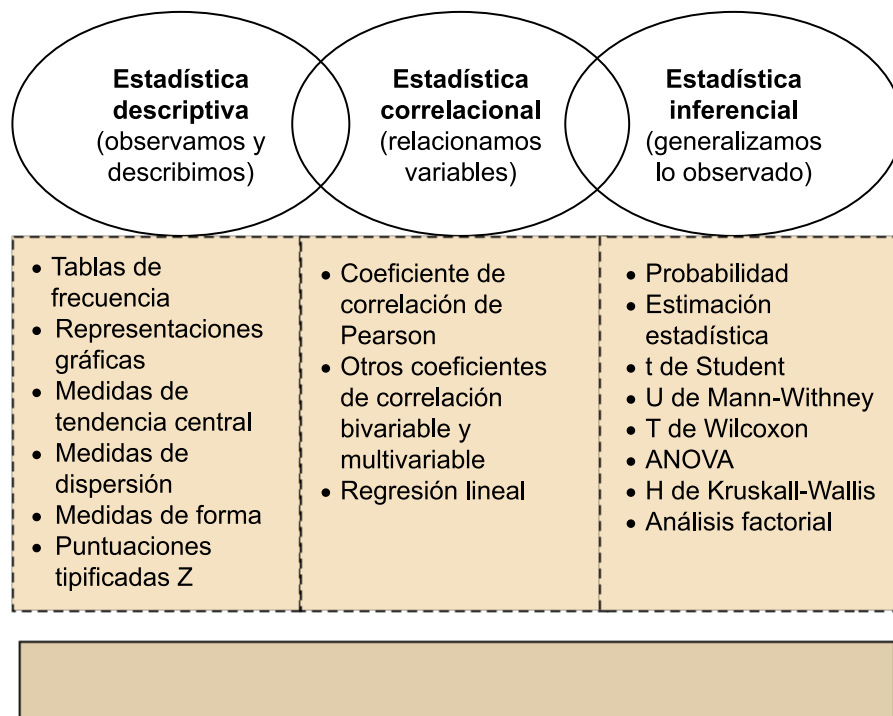 Estadística
descriptiva
(observamos y
describimos)
Estadística
correlacional
(relacionamos
variables)
Estadística
inferencial
(generalizamos
lo observado)
• Tablas de
frecuencia
• Representaciones
gráficas
• Medidas de
tendencia central
• Medidas de
dispersión
• Medidas de forma
• Puntuaciones
tipificadas Z
• Coeficiente de
correlación de
Pearson
• Otros coeficientes
de correlación
bivariable y
multivariable
• Regresión lineal
• Probabilidad
• Estimación
estadística
• t de Student
• U de Mann-Withney
• T de Wilcoxon
• ANOVA
• H de Kruskall-Wallis
• Análisis factorial